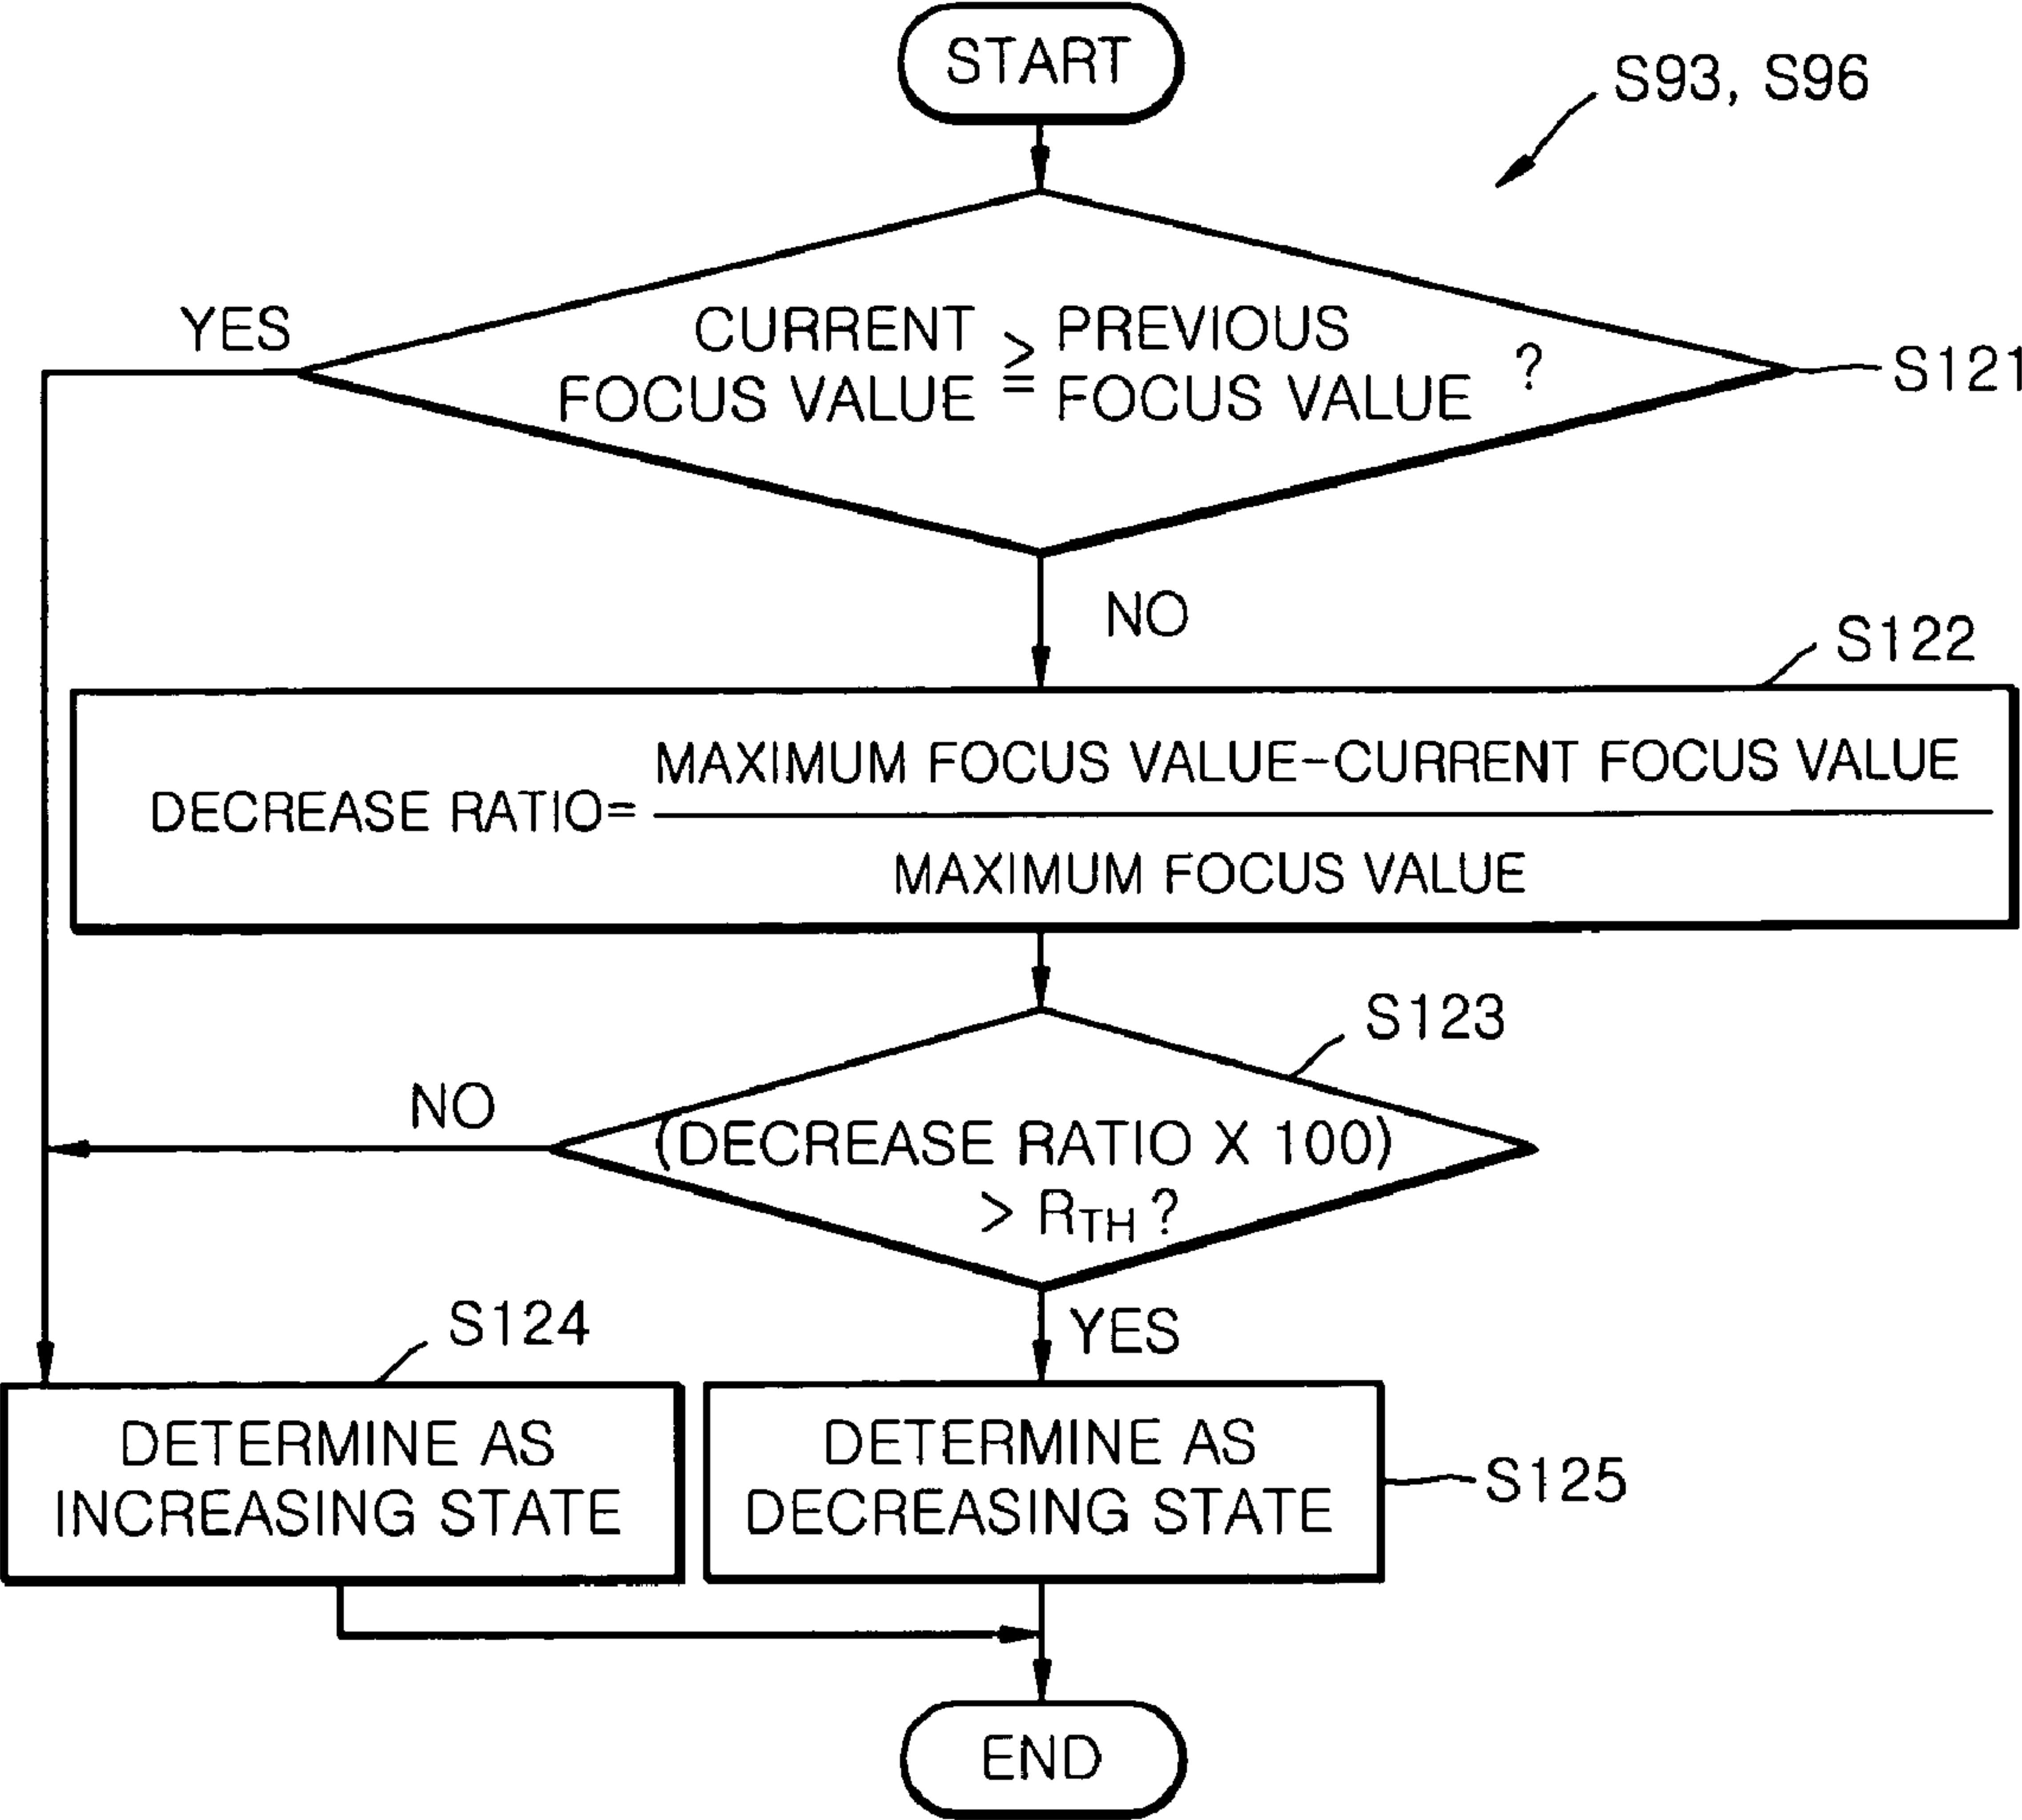 START
S93, S96
YES
CURRENT ≧ PREVIOUS
FOCUS VALUE FOCUS VALUE ?
S121
NO
S122
MAXIMUM FOCUS VALUE-CURRENT FOCUS VALUE
DECREASE RATIO=
MAXIMUM FOCUS VALUE
S123
NO
(DECREASE RATIO X 100)
> RTH ?
YES
S124
DETERMINE AS
INCREASING STATE
DETERMINE AS
DECREASING STATE
S125
END